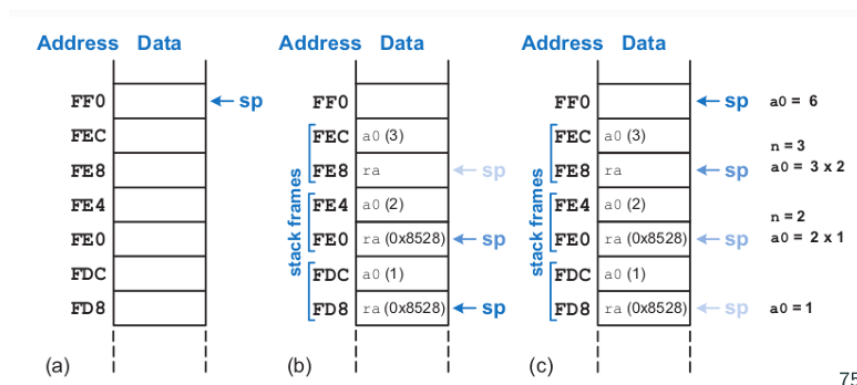 Address Data Address Data Address Data
FF0 sp FF0 FF0 sp a0 = 6
FEC FEC a0 (3) FEC a0 (3)
n = 3
FE8 FE8 ra sp FE8 ra sp a0 = 3 x 2
FE4 FE4 a0 (2) FE4 a0 (2)
n = 2
FE0 FE0 ra (0x8528) sp FE0 ra (0x8528) sp a0 = 2 x 1
stack frames stack frames
FDC FDC a0 (1) FDC a0 (1)
FD8 FD8 ra (0x8528) sp FD8 ra (0x8528) sp a0 = 1
(a) (b) (c)
75